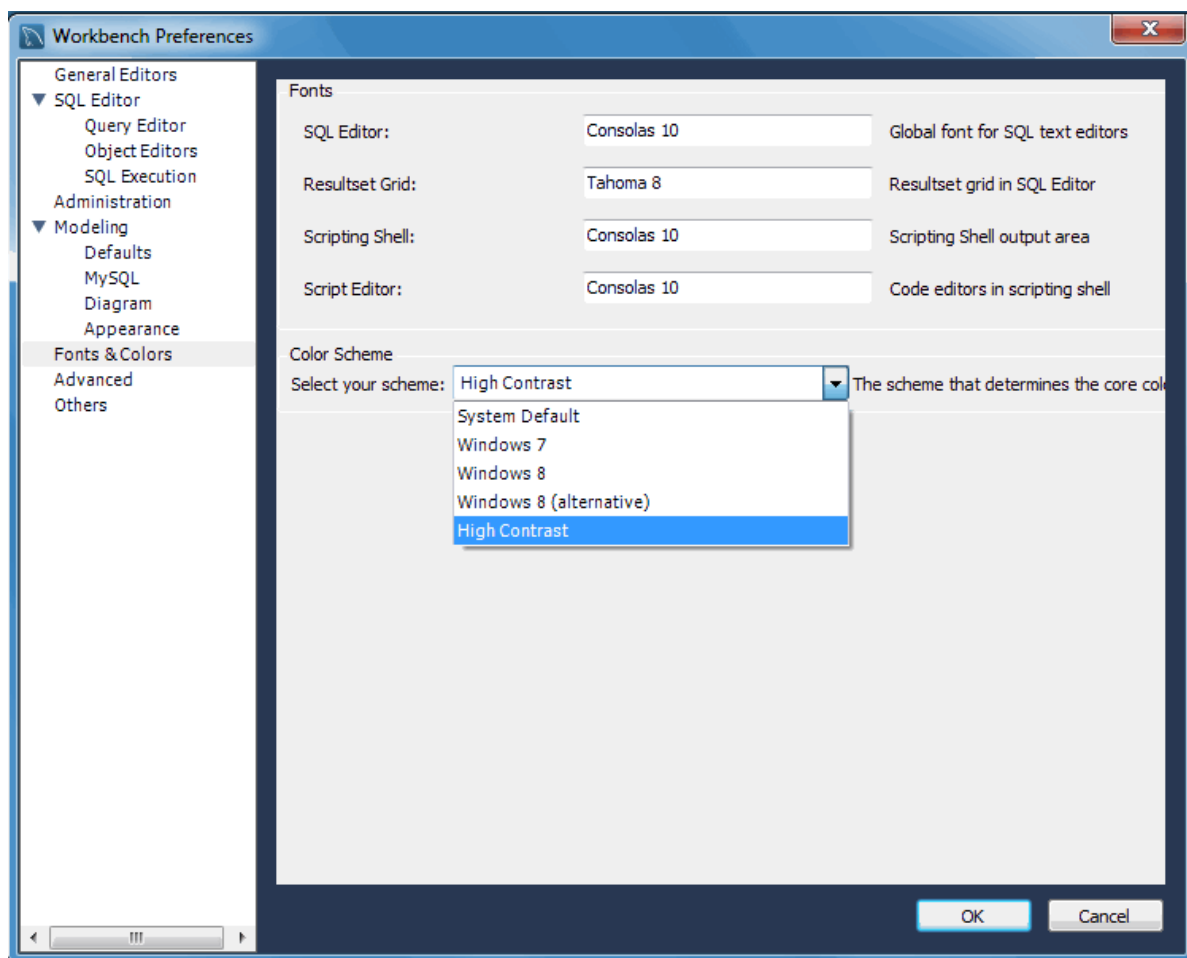 Workbench Preferences
General Editors
SQL Editor
Query Editor
Object Editors
SQL Execution
Administration
Modeling
Defaults
MySQL
Diagram
Appearance
Fonts & Colors
Advanced
Others
Fonts
SQL Editor: Consolas 10 Global font for SQL text editors
Resultset Grid: Tahoma 8 Resultset grid in SQL Editor
Scripting Shell: Consolas 10 Scripting Shell output area
Script Editor: Consolas 10 Code editors in scripting shell
Color Scheme
Select your scheme: High Contrast The scheme that determines the core
System Default
Windows 7
Windows 8
Windows 8 (alternative)
High Contrast
OK Cancel